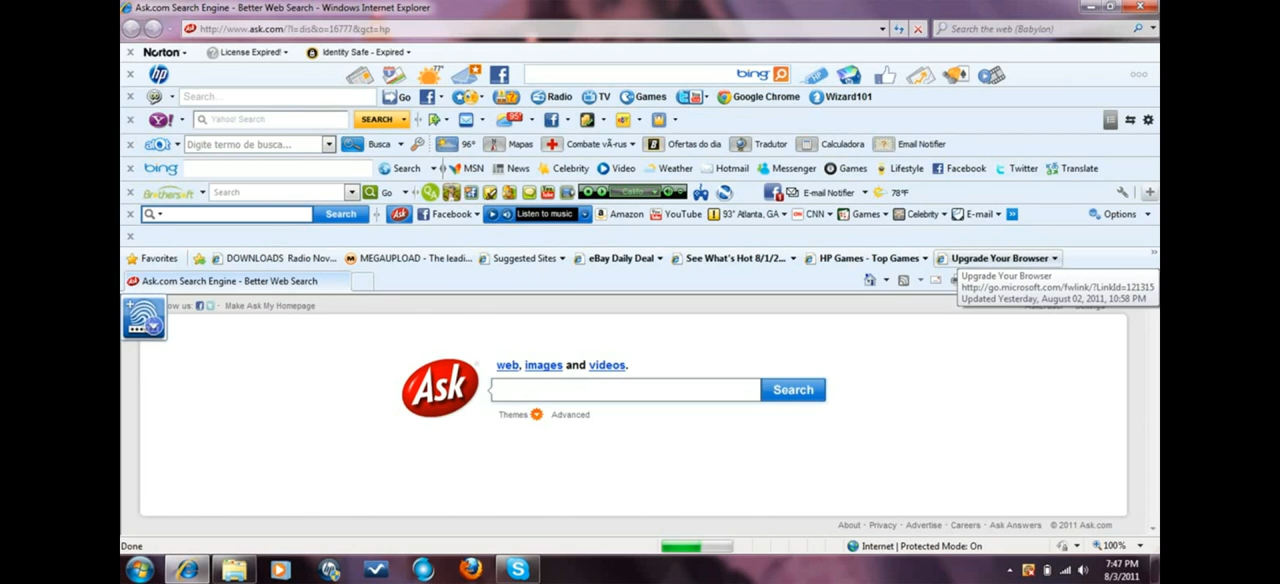 Ask.com Search Engine - Better Web Search - Windows Internet Explorer
http://www.ask.com/?l=dis&o=16777&gct=hp Search the web (Babylon)
x Norton License Expired! Identity Safe - Expired
x hp 77° bing
x Search... Go Radio TV Games Google Chrome Wizard101
x Y! Yahoo! Search SEARCH 95°
x Digite termo de busca... Busca 96° Mapas Combate vÃ­rus Ofertas do dia Tradutor Calculadora Email Notifier
x bing Search MSN News Celebrity Video Weather Hotmail Messenger Games Lifestyle Facebook Twitter Translate
x Brothersoft Search Go E-mail Notifier 78°F
x Search Ask Facebook Listen to music Amazon YouTube 93° Atlanta, GA CNN Games Celebrity E-mail Options
x
Favorites DOWNLOADS Radio Nov... MEGAUPLOAD - The leadi... Suggested Sites eBay Daily Deal See What's Hot 8/1/2... HP Games - Top Games Upgrade Your Browser
Ask.com Search Engine - Better Web Search
Upgrade Your Browser
http://go.microsoft.com/fwlink/?LinkId=121315
Updated Yesterday, August 02, 2011, 10:58 PM
ow us: Make Ask My Homepage
web, images and videos.
Ask Search
Themes Advanced
About · Privacy · Advertise · Careers · Ask Answers © 2011 Ask.com
Done Internet | Protected Mode: On 100%
7:47 PM
8/3/2011